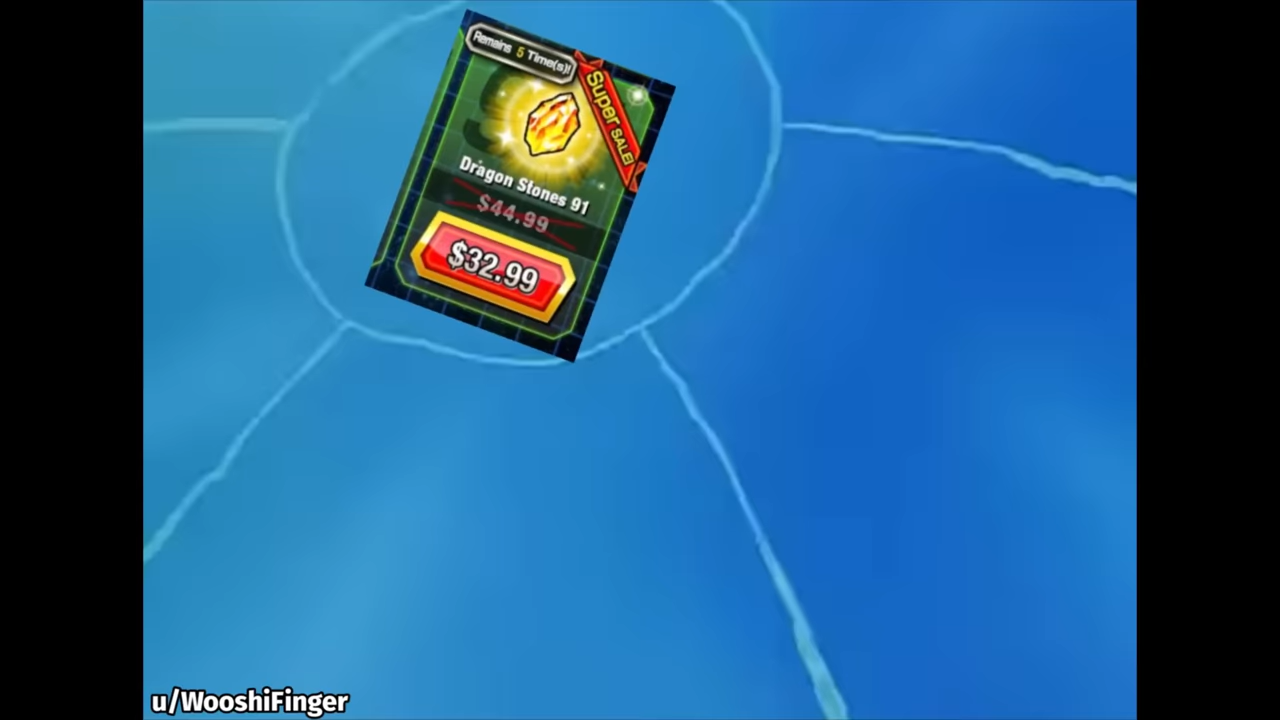 Remains 5 Time(s)!
Super SALE!
Dragon Stones 91
$44.99
$32.99
u/WooshiFinger